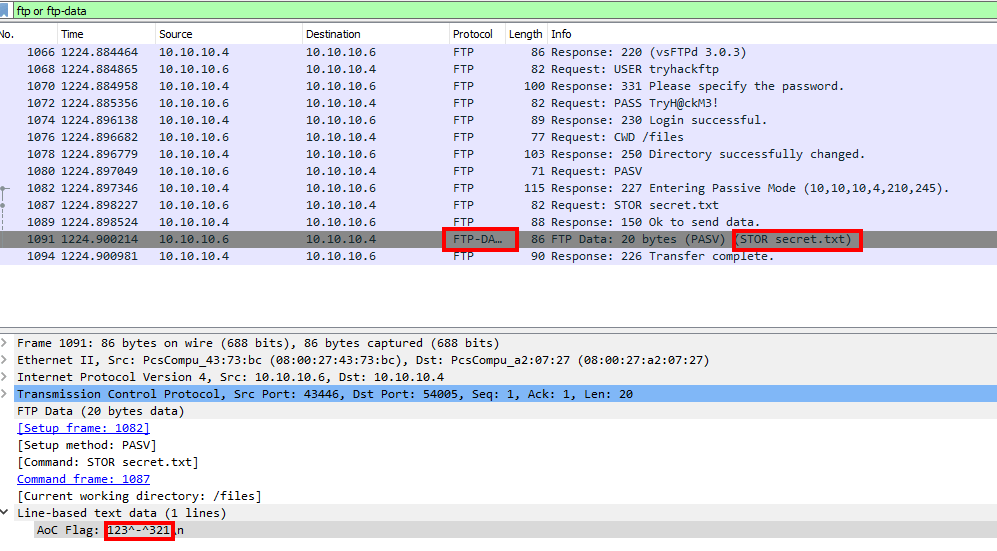 ftp or ftp-data
No. Time Source Destination Protocol Length Info
1066 1224.884464 10.10.10.4 10.10.10.6 FTP 86 Response: 220 (vsFTPd 3.0.3)
1068 1224.884865 10.10.10.6 10.10.10.4 FTP 82 Request: USER tryhackftp
1070 1224.884958 10.10.10.4 10.10.10.6 FTP 100 Response: 331 Please specify the password.
1072 1224.885356 10.10.10.6 10.10.10.4 FTP 82 Request: PASS TryH@ckM3!
1074 1224.896138 10.10.10.4 10.10.10.6 FTP 89 Response: 230 Login successful.
1076 1224.896682 10.10.10.6 10.10.10.4 FTP 77 Request: CWD /files
1078 1224.896779 10.10.10.4 10.10.10.6 FTP 103 Response: 250 Directory successfully changed.
1080 1224.897049 10.10.10.6 10.10.10.4 FTP 71 Request: PASV
1082 1224.897346 10.10.10.4 10.10.10.6 FTP 115 Response: 227 Entering Passive Mode (10,10,10,4,210,245).
1087 1224.898227 10.10.10.6 10.10.10.4 FTP 82 Request: STOR secret.txt
1089 1224.898524 10.10.10.4 10.10.10.6 FTP 88 Response: 150 Ok to send data.
1091 1224.900214 10.10.10.6 10.10.10.4 FTP-DA… 86 FTP Data: 20 bytes (PASV) (STOR secret.txt)
1094 1224.900981 10.10.10.4 10.10.10.6 FTP 90 Response: 226 Transfer complete.
Frame 1091: 86 bytes on wire (688 bits), 86 bytes captured (688 bits)
Ethernet II, Src: PcsCompu_43:73:bc (08:00:27:43:73:bc), Dst: PcsCompu_a2:07:27 (08:00:27:a2:07:27)
Internet Protocol Version 4, Src: 10.10.10.6, Dst: 10.10.10.4
Transmission Control Protocol, Src Port: 43446, Dst Port: 54005, Seq: 1, Ack: 1, Len: 20
FTP Data (20 bytes data)
[Setup frame: 1082]
[Setup method: PASV]
[Command: STOR secret.txt]
Command frame: 1087
[Current working directory: /files]
Line-based text data (1 lines)
AoC Flag: 123^-^321\n